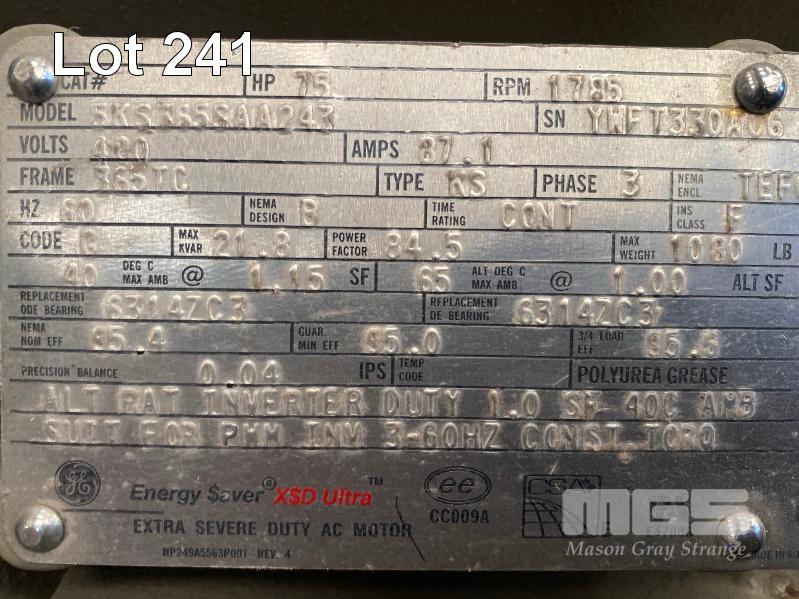 Lot 241
CAT# HP 75 RPM 1785
MODEL 5KS365SAA243 SN YWFT330A06
VOLTS 460 AMPS 87.1
FRAME 365TC TYPE KS PHASE 3 NEMA ENCL TEFC
HZ 60 NEMA DESIGN B TIME RATING CONT INS CLASS F
CODE G MAX KVAR 21.8 POWER FACTOR 84.5 MAX WEIGHT 1080 LB
40 DEG C MAX AMB @ 1.15 SF 65 ALT DEG C MAX AMB @ 1.00 ALT SF
REPLACEMENT ODE BEARING 6314ZC3 REPLACEMENT DE BEARING 6314ZC3
NEMA NOM EFF 95.4 GUAR. MIN EFF 95.0 3/4 LOAD EFF 95.6
PRECISION BALANCE 0.04 IPS TEMP CODE POLYUREA GREASE
ALT RAT INVERTER DUTY 1.0 SF 40C AMB
SUIT FOR PWM INV 3-60HZ CONST TORQ
GE Energy $aver® X$D Ultra™ ee CSA MGS
EXTRA SEVERE DUTY AC MOTOR CC009A Mason Gray Strange
NP249A5563P001 REV. 4 MADE IN